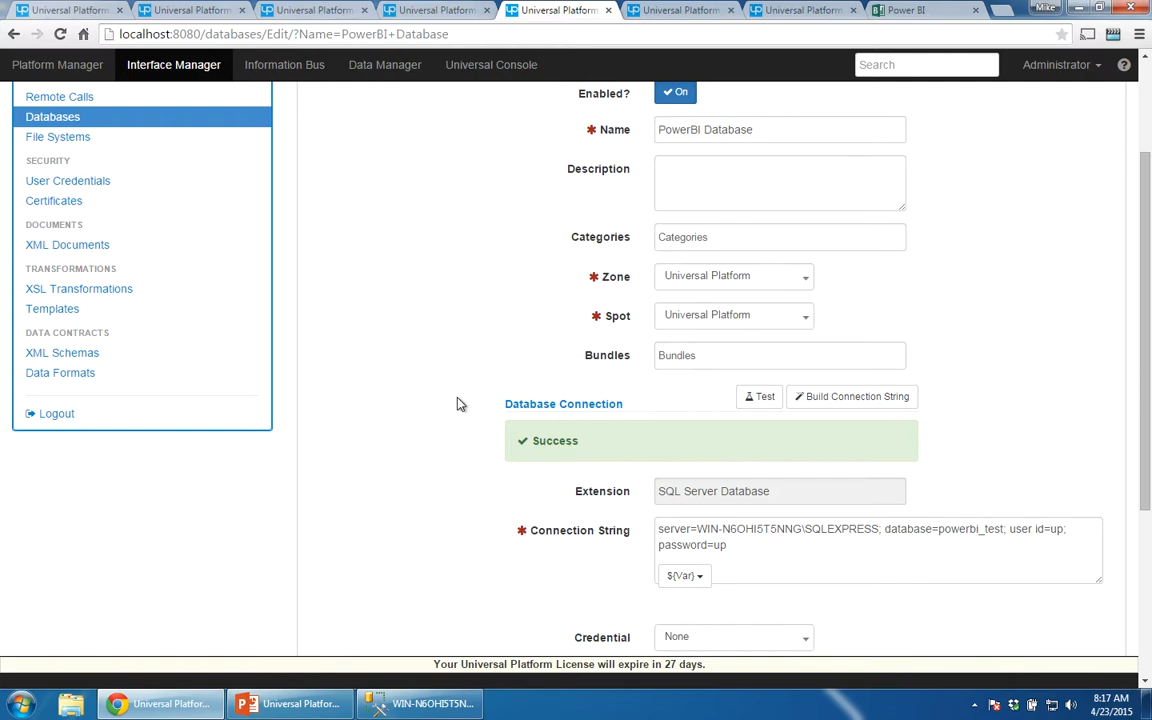 Universal Platform
Universal Platform
Universal Platform
Universal Platform
Universal Platform
Universal Platform
Universal Platform
Power BI
Mike
localhost:8080/databases/Edit/?Name=PowerBI+Database
Platform Manager
Interface Manager
Information Bus
Data Manager
Universal Console
Search
Administrator
Remote Calls
Databases
File Systems
SECURITY
User Credentials
Certificates
DOCUMENTS
XML Documents
TRANSFORMATIONS
XSL Transformations
Templates
DATA CONTRACTS
XML Schemas
Data Formats
Logout
Enabled? On
* Name PowerBI Database
Description
Categories Categories
* Zone Universal Platform
* Spot Universal Platform
Bundles Bundles
Database Connection Test Build Connection String
Success
Extension SQL Server Database
* Connection String server=WIN-N6OHI5T5NNG\SQLEXPRESS; database=powerbi_test; user id=up;
password=up
${Var}
Credential None
Your Universal Platform License will expire in 27 days.
Universal Platfor...
Universal Platfor...
WIN-N6OHI5T5N...
8:17 AM
4/23/2015